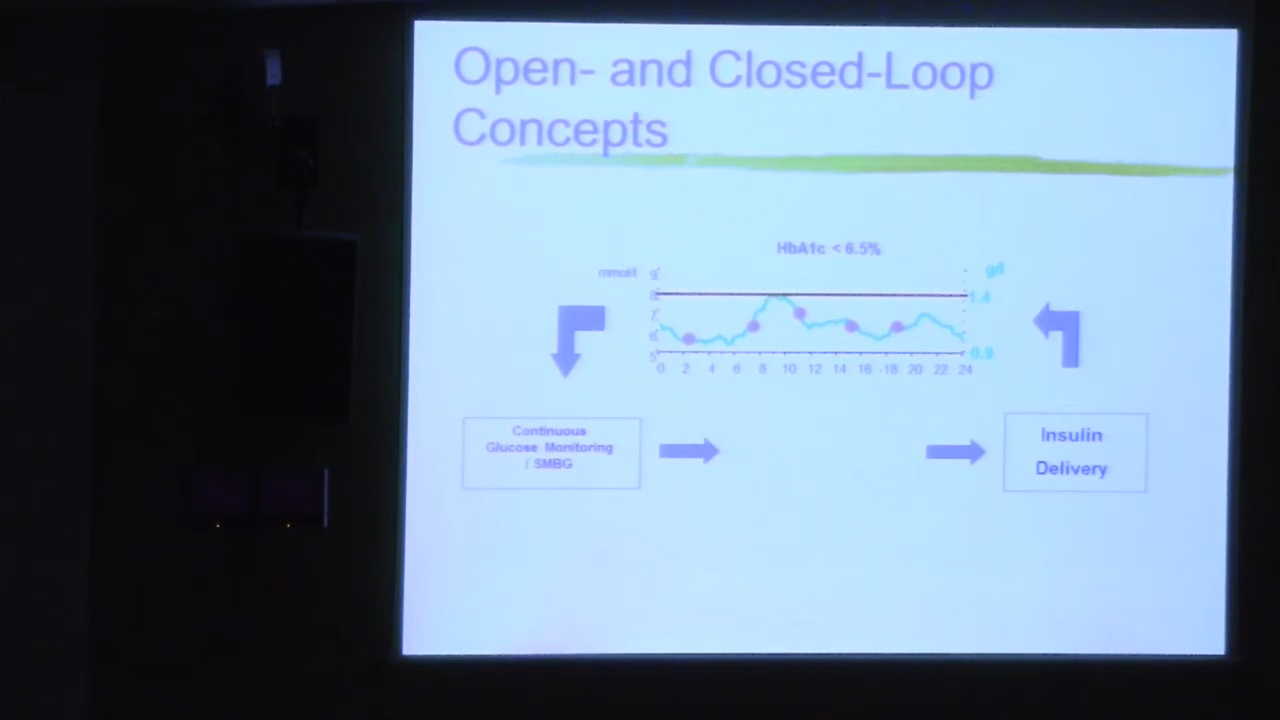 Open- and Closed-Loop
Concepts
HbA1c < 6.5%
mmol/l
g/l
9
8
7
6
5
1.4
0.9
0 2 4 6 8 10 12 14 16 18 20 22 24
Continuous
Glucose Monitoring
/ SMBG
Insulin
Delivery